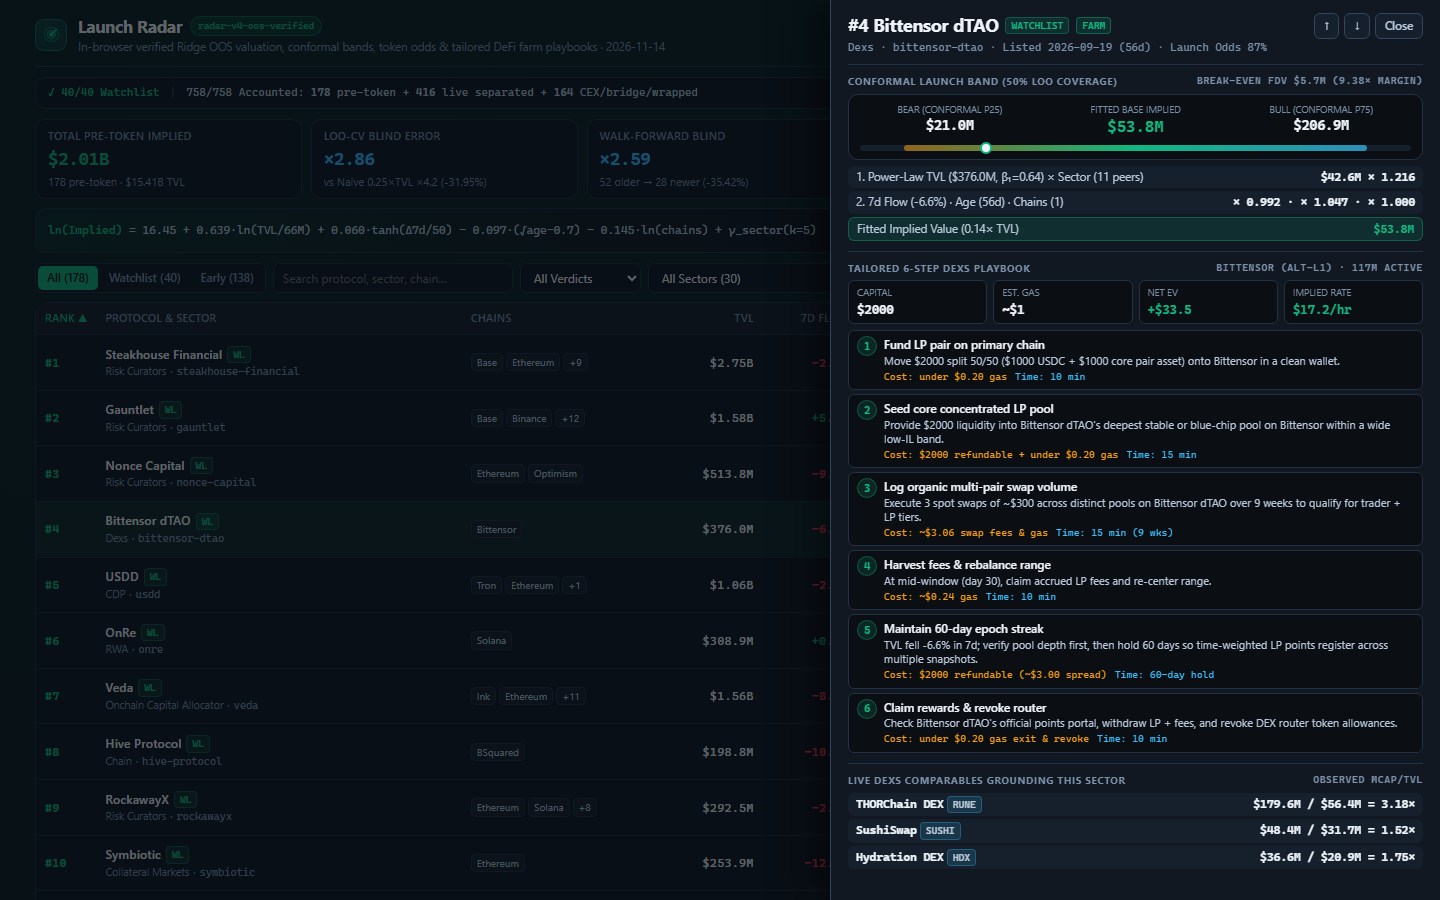 Launch Radar radar-v4-oos-verified
In-browser verified Ridge OOS valuation, conformal bands, token odds & tailored DeFi farm playbooks · 2026-11-14
✓ 40/40 Watchlist | 758/758 Accounted: 178 pre-token + 416 live separated + 164 CEX/bridge/wrapped
TOTAL PRE-TOKEN IMPLIED
$2.01B
178 pre-token · $15.41B TVL
LOO-CV BLIND ERROR
×2.86
vs Naive 0.25×TVL ×4.2 (-31.95%)
WALK-FORWARD BLIND
×2.59
52 older → 28 newer (-35.42%)
ln(Implied) = 16.45 + 0.639·ln(TVL/66M) + 0.060·tanh(Δ7d/50) − 0.097·(√age−0.7) − 0.145·ln(chains) + γ_sector(k=5)
All (178) Watchlist (40) Early (138) Search protocol, sector, chain... All Verdicts All Sectors (30)
RANK ▲ PROTOCOL & SECTOR CHAINS TVL 7D FL
#1 Steakhouse Financial WL Base Ethereum +9 $2.75B -2.
Risk Curators · steakhouse-financial
#2 Gauntlet WL Base Binance +12 $1.58B +5.
Risk Curators · gauntlet
#3 Nonce Capital WL Ethereum Optimism $513.8M -9.
Risk Curators · nonce-capital
#4 Bittensor dTAO WL Bittensor $376.0M -6.
Dexs · bittensor-dtao
#5 USDD WL Tron Ethereum +1 $1.06B -2.
CDP · usdd
#6 OnRe WL Solana $308.9M +0.
RWA · onre
#7 Veda WL Ink Ethereum +11 $1.56B -8.
Onchain Capital Allocator · veda
#8 Hive Protocol WL BSquared $198.8M -10.
Chain · hive-protocol
#9 RockawayX WL Ethereum Solana +8 $292.5M -2.
Risk Curators · rockawayx
#10 Symbiotic WL Ethereum $253.9M -12.
Collateral Markets · symbiotic
#4 Bittensor dTAO WATCHLIST FARM ↑ ↓ Close
Dexs · bittensor-dtao · Listed 2026-09-19 (56d) · Launch Odds 87%
CONFORMAL LAUNCH BAND (50% LOO COVERAGE) BREAK-EVEN FDV $5.7M (9.38× MARGIN)
BEAR (CONFORMAL P25) FITTED BASE IMPLIED BULL (CONFORMAL P75)
$21.0M $53.8M $206.9M
1. Power-Law TVL ($376.0M, β₁=0.64) × Sector (11 peers) $42.6M × 1.216
2. 7d Flow (-6.6%) · Age (56d) · Chains (1) × 0.992 · × 1.047 · × 1.000
Fitted Implied Value (0.14× TVL) $53.8M
TAILORED 6-STEP DEXS PLAYBOOK BITTENSOR (ALT-L1) · 117M ACTIVE
CAPITAL EST. GAS NET EV IMPLIED RATE
$2000 ~$1 +$33.5 $17.2/hr
1 Fund LP pair on primary chain
Move $2000 split 50/50 ($1000 USDC + $1000 core pair asset) onto Bittensor in a clean wallet.
Cost: under $0.20 gas Time: 10 min
2 Seed core concentrated LP pool
Provide $2000 liquidity into Bittensor dTAO's deepest stable or blue-chip pool on Bittensor within a wide
low-IL band.
Cost: $2000 refundable + under $0.20 gas Time: 15 min
3 Log organic multi-pair swap volume
Execute 3 spot swaps of ~$300 across distinct pools on Bittensor dTAO over 9 weeks to qualify for trader +
LP tiers.
Cost: ~$3.06 swap fees & gas Time: 15 min (9 wks)
4 Harvest fees & rebalance range
At mid-window (day 30), claim accrued LP fees and re-center range.
Cost: ~$0.24 gas Time: 10 min
5 Maintain 60-day epoch streak
TVL fell -6.6% in 7d; verify pool depth first, then hold 60 days so time-weighted LP points register across
multiple snapshots.
Cost: $2000 refundable (~$3.00 spread) Time: 60-day hold
6 Claim rewards & revoke router
Check Bittensor dTAO's official points portal, withdraw LP + fees, and revoke DEX router token allowances.
Cost: under $0.20 gas exit & revoke Time: 10 min
LIVE DEXS COMPARABLES GROUNDING THIS SECTOR OBSERVED MCAP/TVL
THORChain DEX RUNE $179.6M / $56.4M = 3.18×
SushiSwap SUSHI $48.4M / $31.7M = 1.52×
Hydration DEX HDX $36.6M / $20.9M = 1.75×